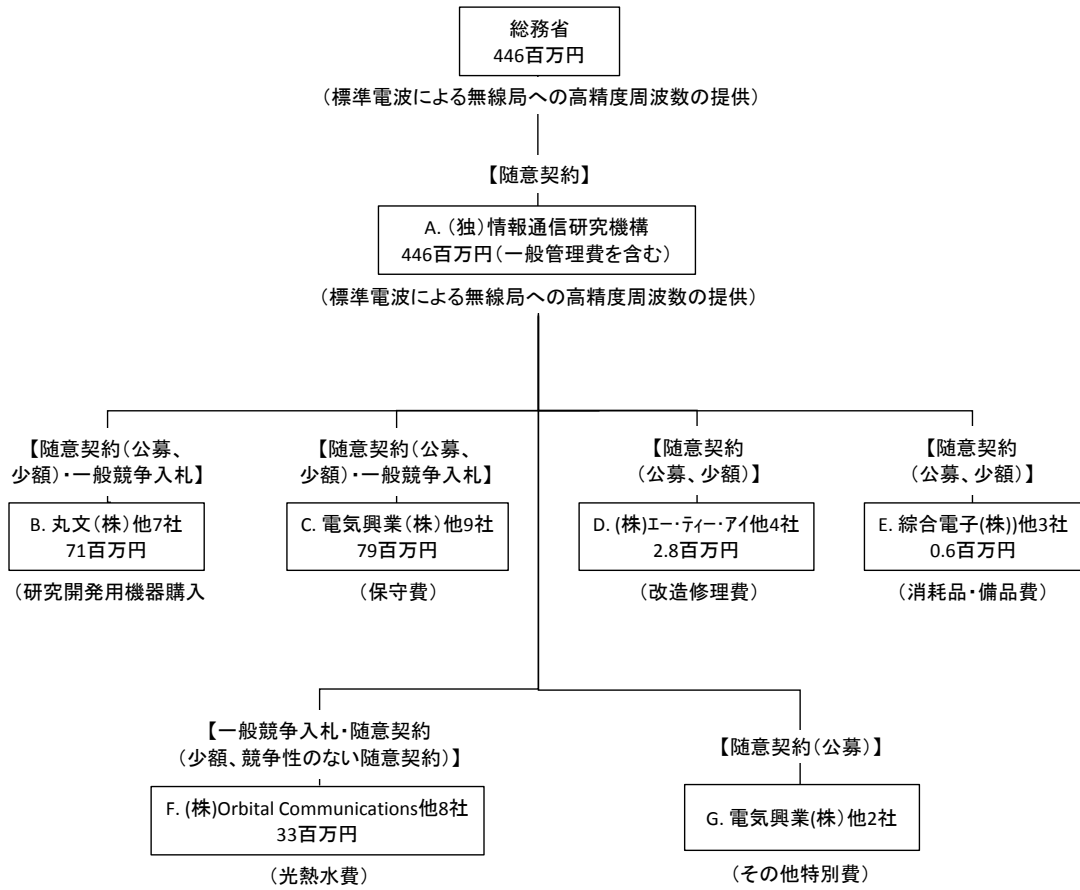 総務省
446百万円
（標準電波による無線局への高精度周波数の提供）
【随意契約】
A.（独）情報通信研究機構
446百万円（一般管理費を含む）
（標準電波による無線局への高精度周波数の提供）
【随意契約（公募、
少額）・一般競争入札】
B. 丸文（株）他7社
71百万円
（研究開発用機器購入
【随意契約（公募、
少額）・一般競争入札】
C. 電気興業（株）他9社
79百万円
（保守費）
【随意契約
（公募、少額）】
D. (株)ｴｰ・ﾃｨｰ・ｱｲ他4社
2.8百万円
（改造修理費）
【随意契約
（公募、少額）】
E. 綜合電子(株))他3社
0.6百万円
（消耗品・備品費）
【一般競争入札・随意契約
（少額、競争性のない随意契約）】
F. (株)Orbital Communications他8社
33百万円
（光熱水費）
【随意契約（公募）】
G. 電気興業(株）他2社
（その他特別費）